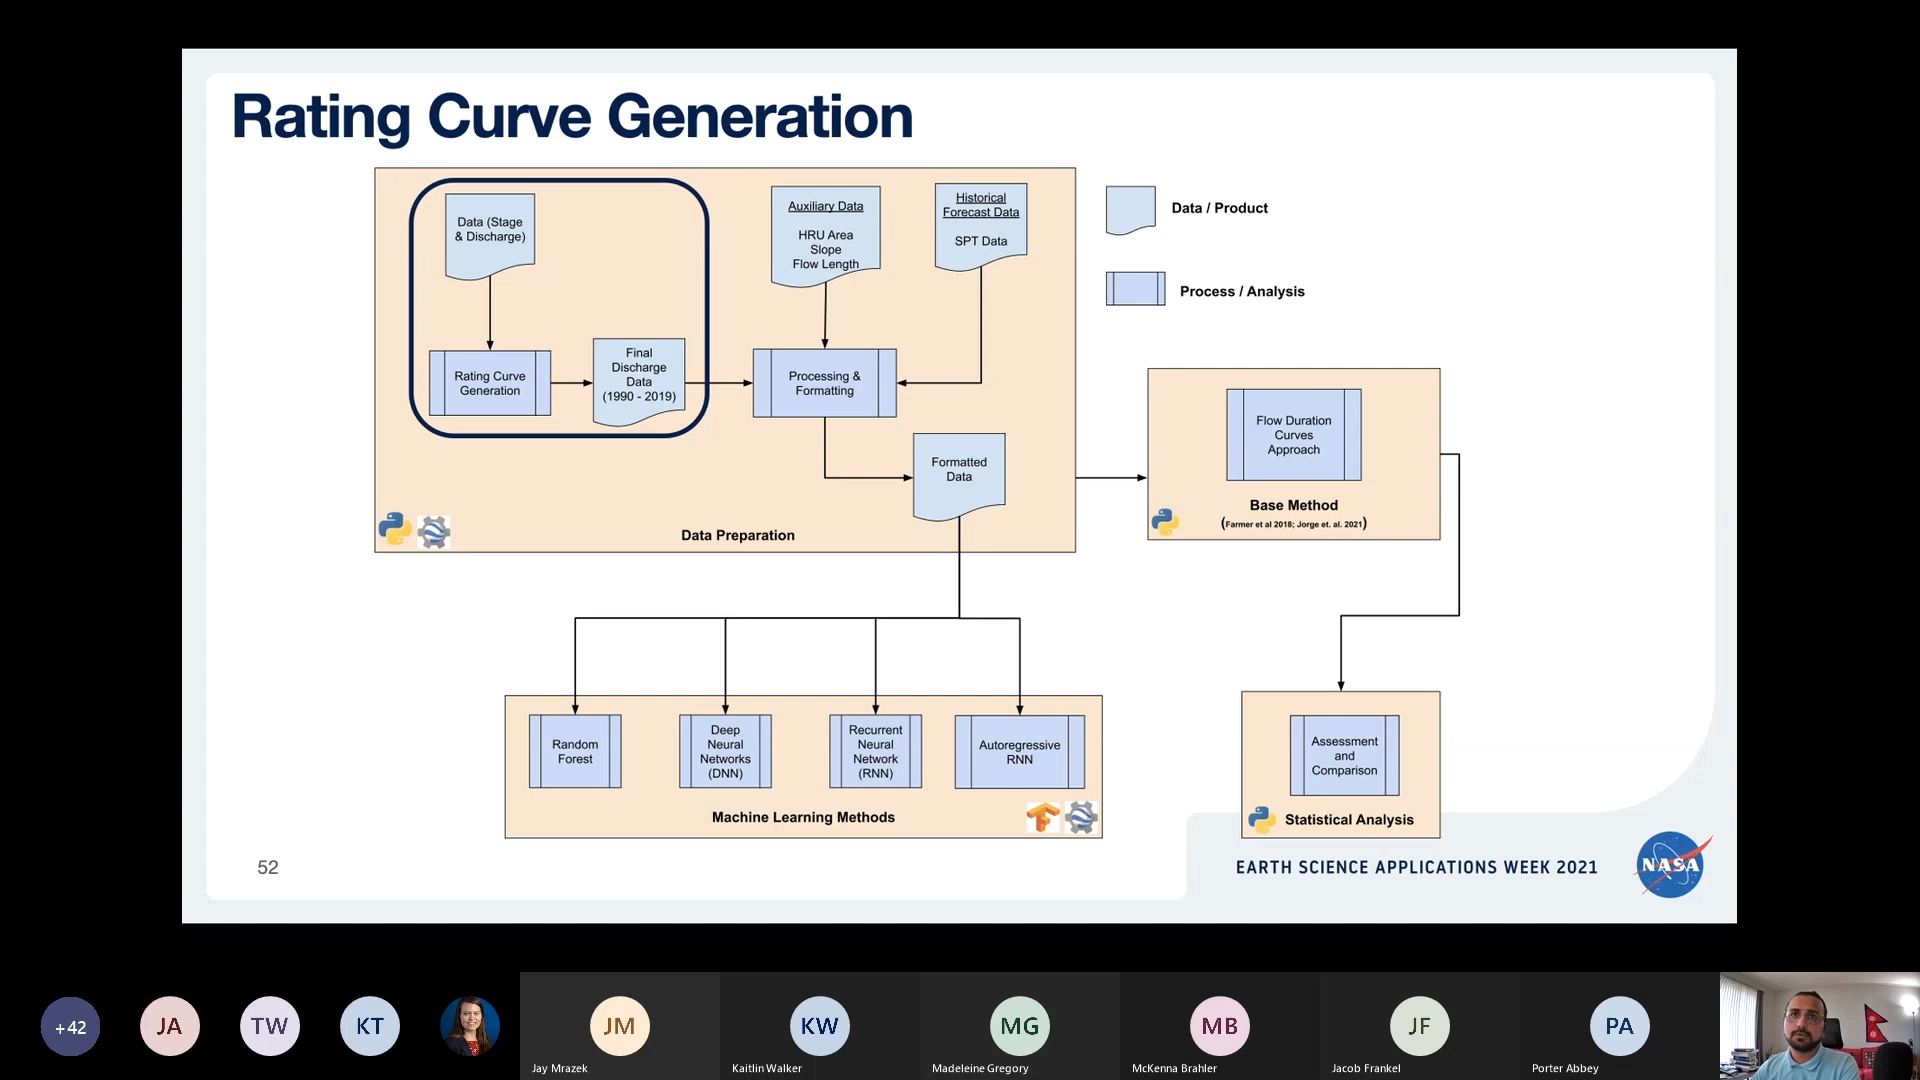 Rating Curve Generation
Data (Stage
& Discharge)
Auxiliary Data
HRU Area
Slope
Flow Length
Historical
Forecast Data
SPT Data
Data / Product
Process / Analysis
Rating Curve
Generation
Final
Discharge
Data
(1990 - 2019)
Processing &
Formatting
Formatted
Data
Data Preparation
Flow Duration
Curves
Approach
Base Method
(Farmer et al 2018; Jorge et. al. 2021)
Random
Forest
Deep
Neural
Networks
(DNN)
Recurrent
Neural
Network
(RNN)
Autoregressive
RNN
Machine Learning Methods
Assessment
and
Comparison
Statistical Analysis
52
EARTH SCIENCE APPLICATIONS WEEK 2021
NASA
+42
JA
TW
KT
JM
Jay Mrazek
KW
Kaitlin Walker
MG
Madeleine Gregory
MB
McKenna Brahler
JF
Jacob Frankel
PA
Porter Abbey